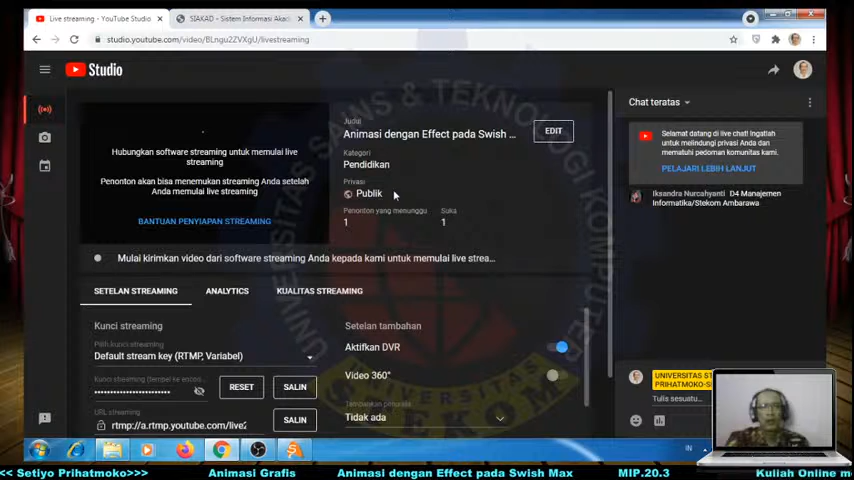 Live streaming - YouTube Studio
SIAKAD - Sistem Informasi Akad
studio.youtube.com/video/BLngu2ZVXgU/livestreaming
Studio
Hubungkan software streaming untuk memulai live
streaming
Penonton akan bisa menemukan streaming Anda setelah
Anda memulai live streaming
BANTUAN PENYIAPAN STREAMING
Judul
Animasi dengan Effect pada Swish ...
EDIT
Kategori
Pendidikan
Privasi
Publik
Penonton yang menunggu
Suka
1
1
Mulai kirimkan video dari software streaming Anda kepada kami untuk memulai live strea...
SETELAN STREAMING
ANALYTICS
KUALITAS STREAMING
Kunci streaming
Pilih kunci streaming
Default stream key (RTMP, Variabel)
Kunci streaming (tempel ke encod...
RESET
SALIN
URL streaming
rtmp://a.rtmp.youtube.com/live2
SALIN
Setelan tambahan
Aktifkan DVR
Video 360°
Tidak ada
Chat teratas
Selamat datang di live chat! Ingatlah
untuk melindungi privasi Anda dan
mematuhi pedoman komunitas kami.
PELAJARI LEBIH LANJUT
Iksandra Nurcahyanti D4 Manajemen
Informatika/Stekom Ambarawa
UNIVERSITAS ST
PRIHATMOKO-S
Tulis sesuatu...
IN
<< Setiyo Prihatmoko>>>
Animasi Grafis
Animasi dengan Effect pada Swish Max
MIP.20.3
Kuliah Online m